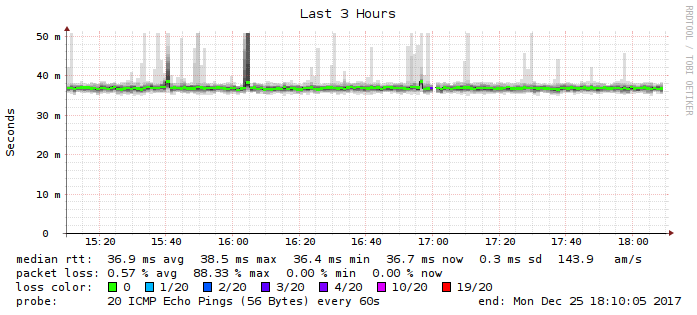 Last 3 Hours
RRDTOOL / TOBI OETIKER
Seconds
50 m
40 m
30 m
20 m
10 m
0
15:20 15:40 16:00 16:20 16:40 17:00 17:20 17:40 18:00
median rtt: 36.9 ms avg 38.5 ms max 36.4 ms min 36.7 ms now 0.3 ms sd 143.9 am/s
packet loss: 0.57 % avg 88.33 % max 0.00 % min 0.00 % now
loss color: 0 1/20 2/20 3/20 4/20 10/20 19/20
probe: 20 ICMP Echo Pings (56 Bytes) every 60s end: Mon Dec 25 18:10:05 2017